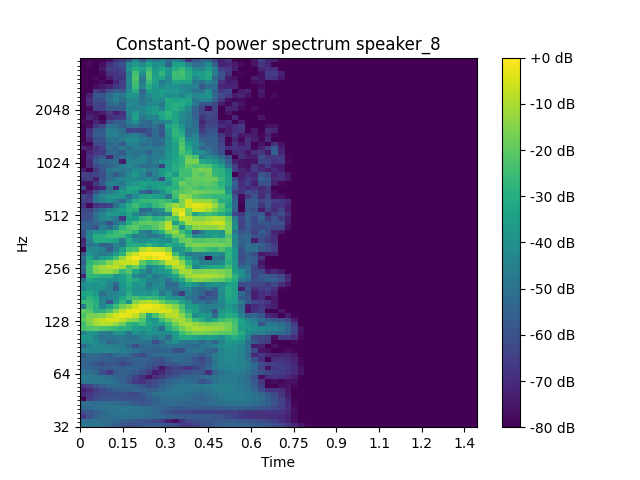 Constant-Q power spectrum speaker_8
Hz
2048
1024
512
256
128
64
32
0 0.15 0.3 0.45 0.6 0.75 0.9 1.1 1.2 1.4
Time
+0 dB
-10 dB
-20 dB
-30 dB
-40 dB
-50 dB
-60 dB
-70 dB
-80 dB